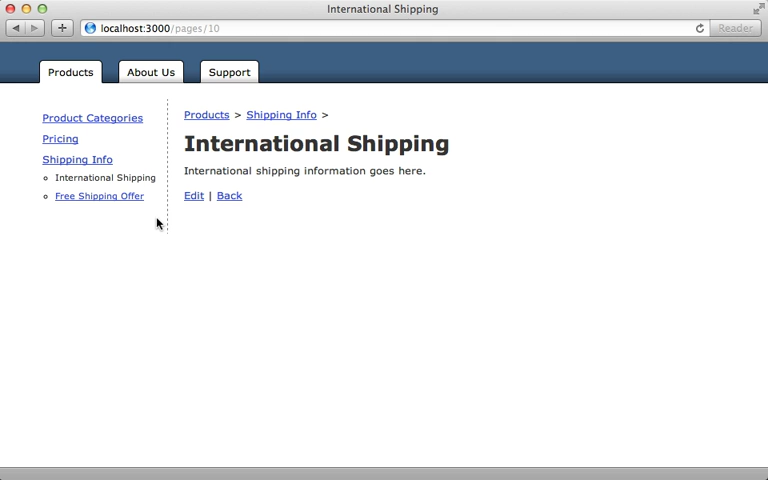 International Shipping
localhost:3000/pages/10
Reader
Products
About Us
Support
Product Categories
Pricing
Shipping Info
International Shipping
Free Shipping Offer
Products > Shipping Info >
International Shipping
International shipping information goes here.
Edit | Back